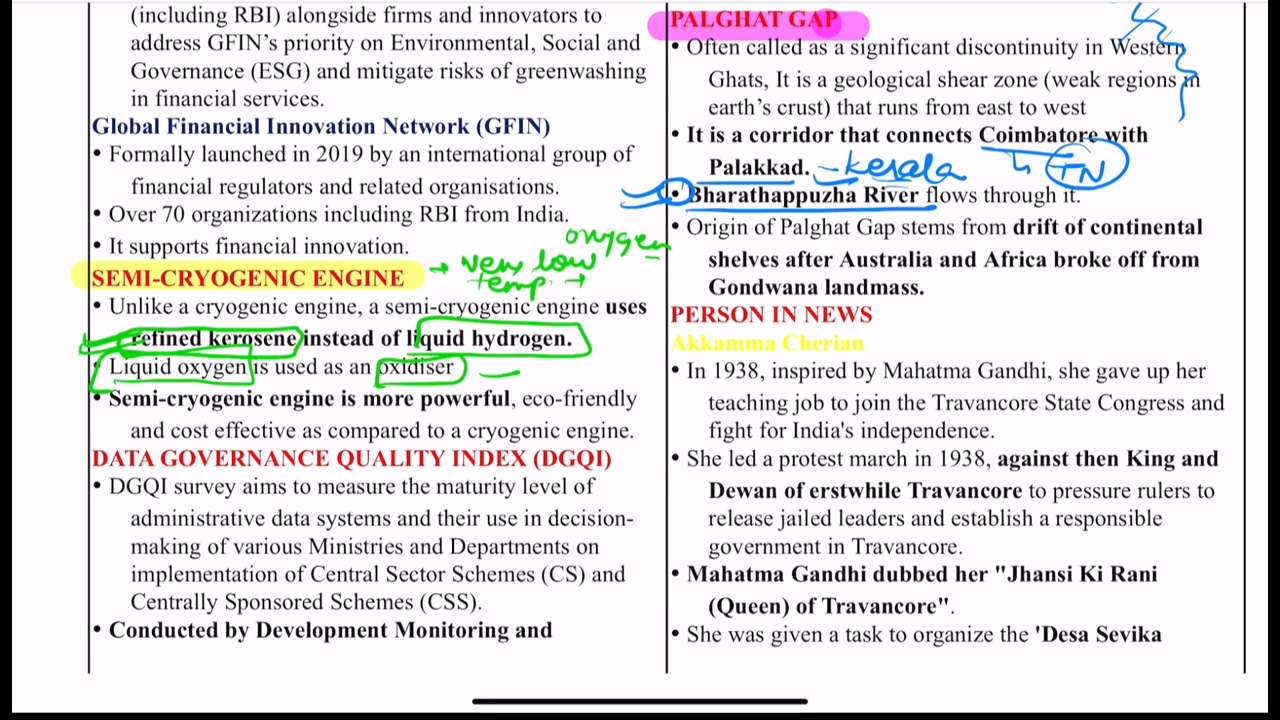 (including RBI) alongside firms and innovators to
address GFIN's priority on Environmental, Social and
Governance (ESG) and mitigate risks of greenwashing
in financial services.
Global Financial Innovation Network (GFIN)
• Formally launched in 2019 by an international group of
financial regulators and related organisations.
• Over 70 organizations including RBI from India.
• It supports financial innovation.
oxygen
SEMI-CRYOGENIC ENGINE → very low
temp. →
• Unlike a cryogenic engine, a semi-cryogenic engine uses
refined kerosene instead of liquid hydrogen.
• Liquid oxygen is used as an oxidiser
• Semi-cryogenic engine is more powerful, eco-friendly
and cost effective as compared to a cryogenic engine.
DATA GOVERNANCE QUALITY INDEX (DGQI)
• DGQI survey aims to measure the maturity level of
administrative data systems and their use in decision-
making of various Ministries and Departments on
implementation of Central Sector Schemes (CS) and
Centrally Sponsored Schemes (CSS).
• Conducted by Development Monitoring and
PALGHAT GAP
• Often called as a significant discontinuity in Western
Ghats, It is a geological shear zone (weak regions in
earth's crust) that runs from east to west
• It is a corridor that connects Coimbatore with
Palakkad. - Kerala TN
• Bharathappuzha River flows through it.
• Origin of Palghat Gap stems from drift of continental
shelves after Australia and Africa broke off from
Gondwana landmass.
PERSON IN NEWS
Akkamma Cherian
• In 1938, inspired by Mahatma Gandhi, she gave up her
teaching job to join the Travancore State Congress and
fight for India's independence.
• She led a protest march in 1938, against then King and
Dewan of erstwhile Travancore to pressure rulers to
release jailed leaders and establish a responsible
government in Travancore.
• Mahatma Gandhi dubbed her "Jhansi Ki Rani
(Queen) of Travancore".
• She was given a task to organize the 'Desa Sevika